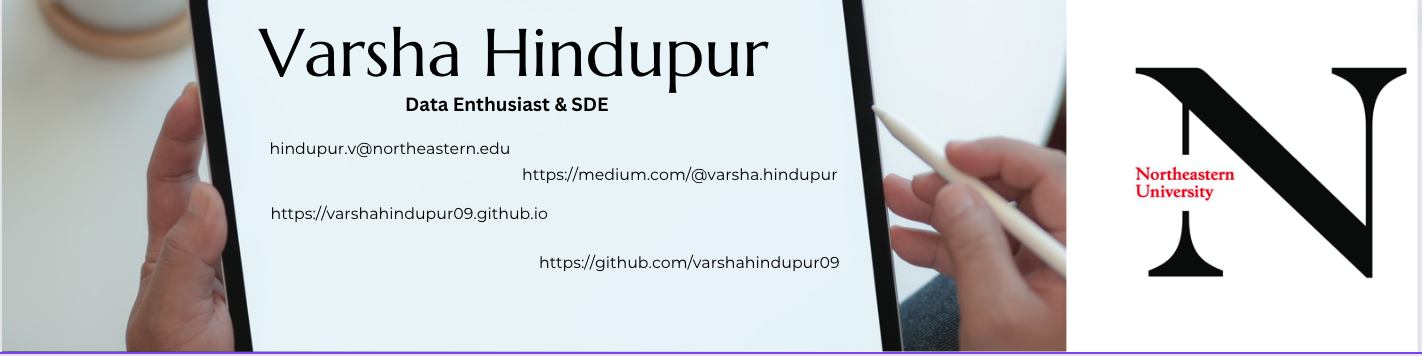 Varsha Hindupur
Data Enthusiast & SDE
hindupur.v@northeastern.edu
https://medium.com/@varsha.hindupur
https://varshahindupur09.github.io
https://github.com/varshahindupur09
N
Northeastern
University